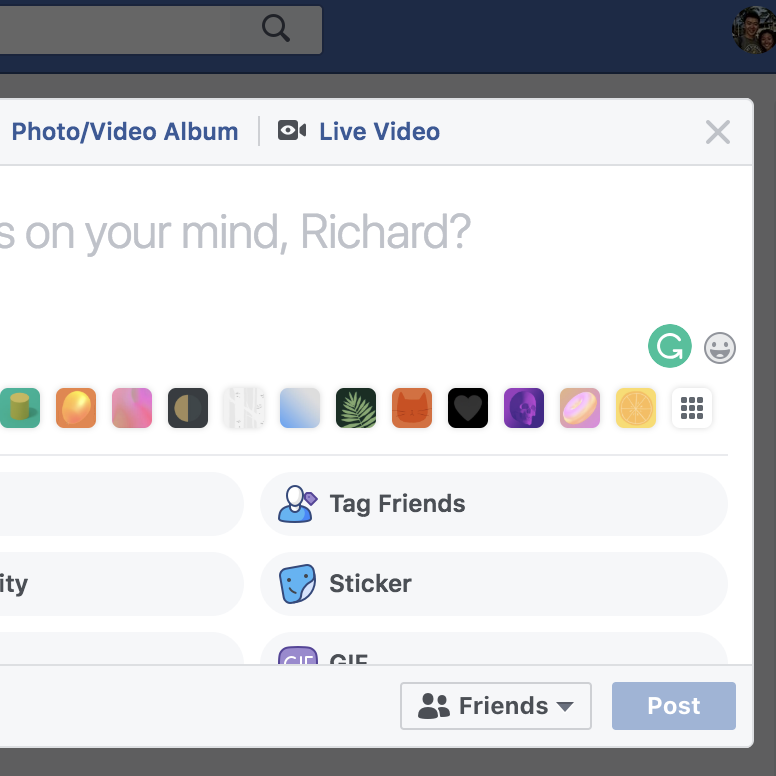 Photo/Video Album
Live Video
s on your mind, Richard?
Tag Friends
ity
Sticker
GIF
GIF
Friends
Post